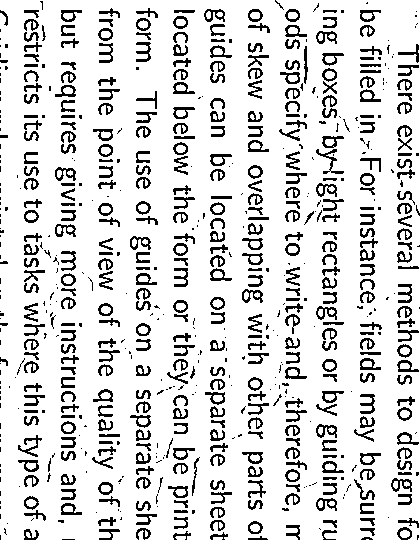 There exist several methods to design fo
be filled in. For instance, fields may be surro
ing boxes, by light rectangles or by guiding ru
ods specify where to write and, therefore, m
of skew and overlapping with other parts of
guides can be located on a separate sheet
located below the form or they can be print
form. The use of guides on a separate she
from the point of view of the quality of th
but requires giving more instructions and,
restricts its use to tasks where this type of a